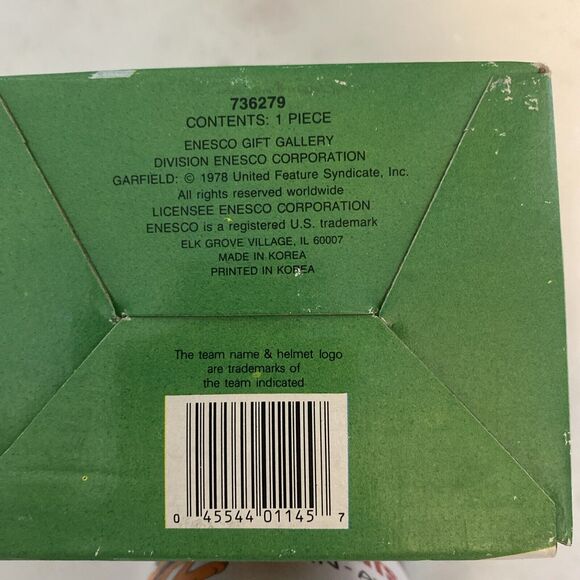 736279
CONTENTS: 1 PIECE
ENESCO GIFT GALLERY
DIVISION ENESCO CORPORATION
GARFIELD: © 1978 United Feature Syndicate, Inc.
All rights reserved worldwide
LICENSEE ENESCO CORPORATION
ENESCO is a registered U.S. trademark
ELK GROVE VILLAGE, IL 60007
MADE IN KOREA
PRINTED IN KOREA
The team name & helmet logo
are trademarks of
the team indicated
0 45544 01145 7